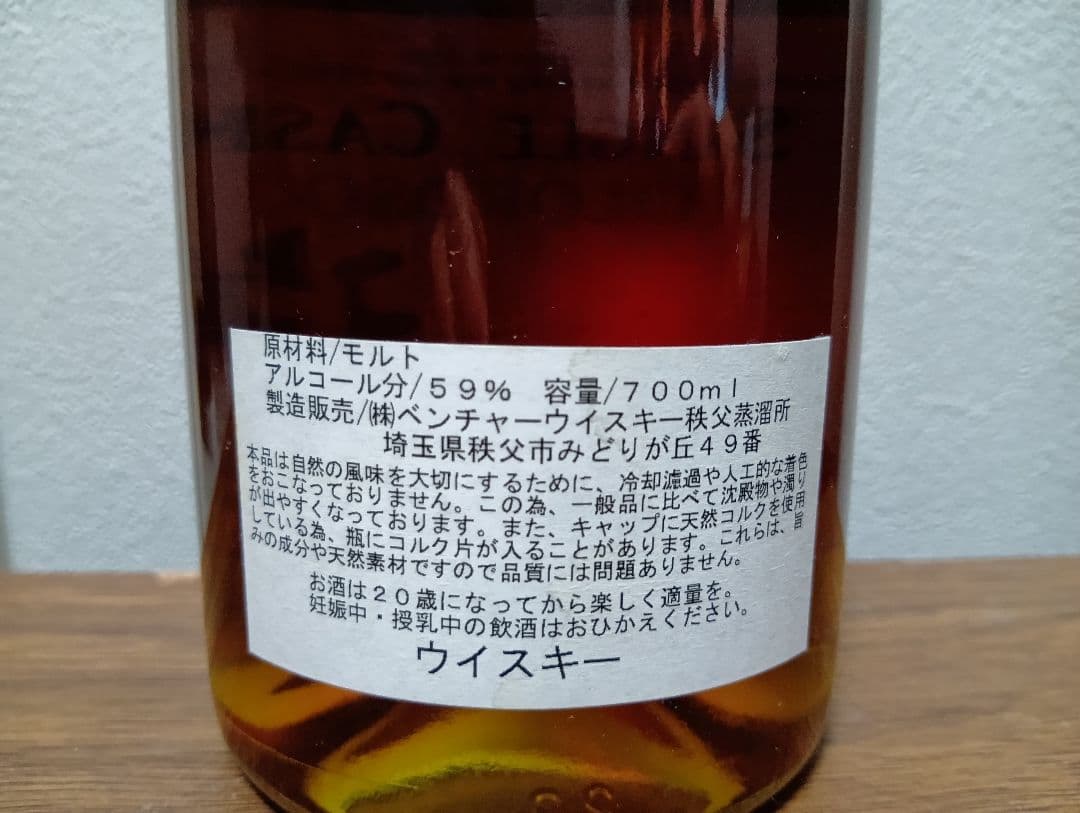 原材料/モルト
アルコール分/５９％　容量/７００ｍｌ
製造販売/㈱ベンチャーウイスキー秩父蒸溜所
埼玉県秩父市みどりが丘４９番
本品は自然の風味を大切にするために、冷却濾過や人工的な着色
をおこなっておりません。この為、一般品に比べて沈殿物や濁り
が出やすくなっております。また、キャップに天然コルクを使用
している為、瓶にコルク片が入ることがあります。これらは、旨
みの成分や天然素材ですので品質には問題ありません。
お酒は２０歳になってから楽しく適量を。
妊娠中・授乳中の飲酒はおひかえください。
ウイスキー